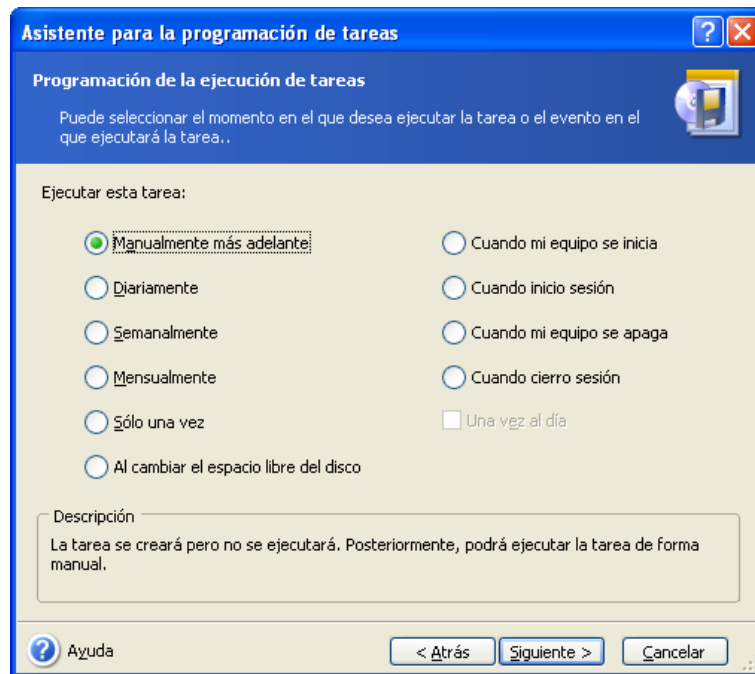 Asistente para la programación de tareas
Programación de la ejecución de tareas
Puede seleccionar el momento en el que desea ejecutar la tarea o el evento en el
que ejecutará la tarea..
Ejecutar esta tarea:
Manualmente más adelante
Diariamente
Semanalmente
Mensualmente
Sólo una vez
Al cambiar el espacio libre del disco
Cuando mi equipo se inicia
Cuando inicio sesión
Cuando mi equipo se apaga
Cuando cierro sesión
Una vez al día
Descripción
La tarea se creará pero no se ejecutará. Posteriormente, podrá ejecutar la tarea de forma
manual.
Ayuda
< Atrás
Siguiente >
Cancelar